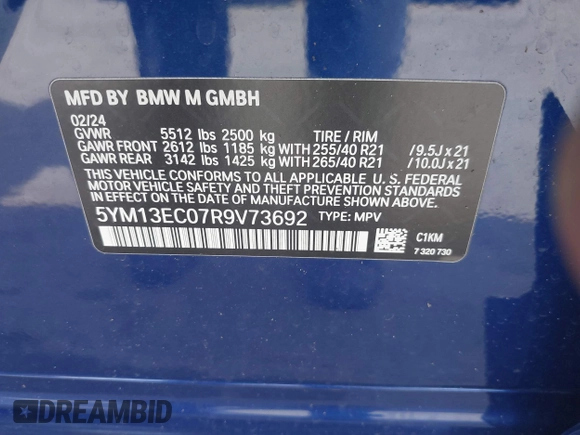 MFD BY BMW M GMBH
02/24
GVWR 5512 lbs 2500 kg TIRE / RIM
GAWR FRONT 2612 lbs 1185 kg WITH 255/40 R21 /9.5J x 21
GAWR REAR 3142 lbs 1425 kg WITH 265/40 R21 /10.0J x 21
THIS VEHICLE CONFORMS TO ALL APPLICABLE U. S. FEDERAL
MOTOR VEHICLE SAFETY STANDARDS IN EFFECT ON THE DATE
OF MANUFACTURE SHOWN ABOVE.
5YM13EC07R9V73692 TYPE: MPV
C1KM
7 320 730
DREAMBID